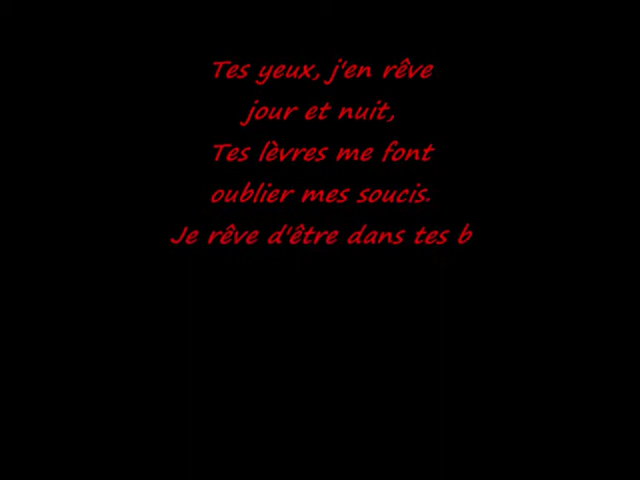 Tes yeux, j'en rêve
jour et nuit,
Tes lèvres me font
oublier mes soucis.
Je rêve d'être dans tes b